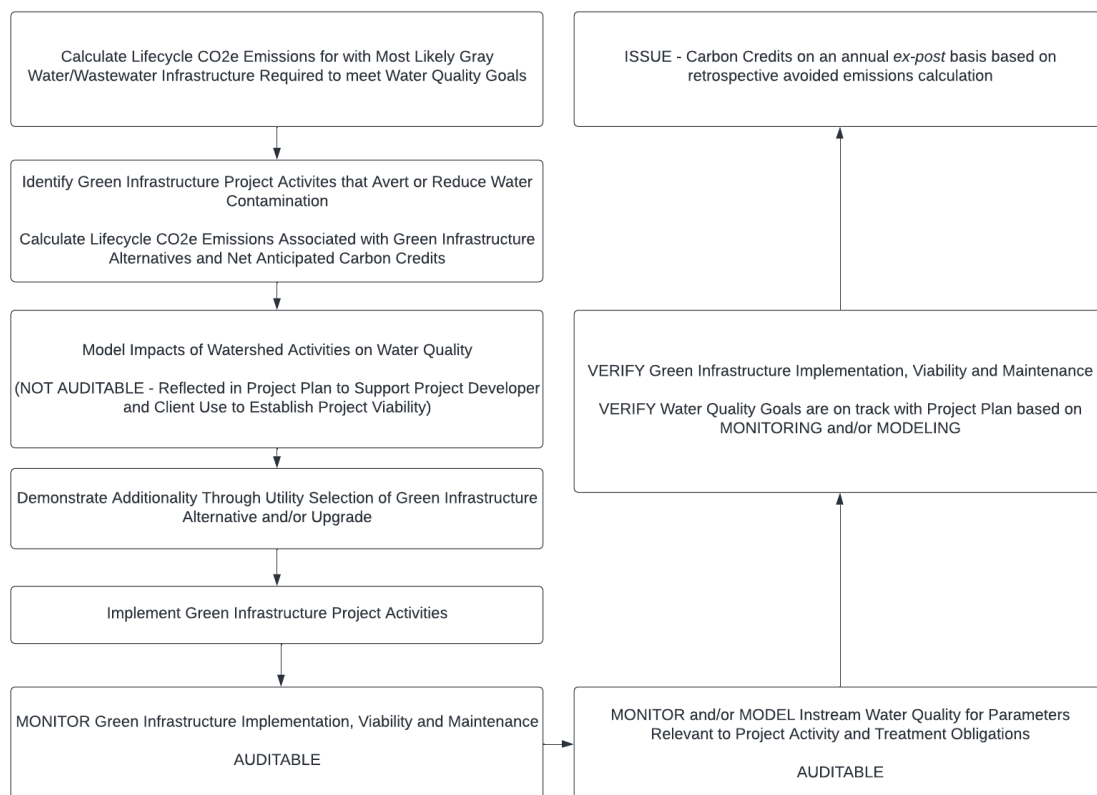 Calculate Lifecycle CO2e Emissions for with Most Likely Gray
Water/Wastewater Infrastructure Required to meet Water Quality Goals
Identify Green Infrastructure Project Activites that Avert or Reduce Water
Contamination
Calculate Lifecycle CO2e Emissions Associated with Green Infrastructure
Alternatives and Net Anticipated Carbon Credits
Model Impacts of Watershed Activities on Water Quality
(NOT AUDITABLE - Reflected in Project Plan to Support Project Developer
and Client Use to Establish Project Viability)
Demonstrate Additionality Through Utility Selection of Green Infrastructure
Alternative and/or Upgrade
Implement Green Infrastructure Project Activities
MONITOR Green Infrastructure Implementation, Viability and Maintenance
AUDITABLE
MONITOR and/or MODEL Instream Water Quality for Parameters
Relevant to Project Activity and Treatment Obligations
AUDITABLE
VERIFY Green Infrastructure Implementation, Viability and Maintenance
VERIFY Water Quality Goals are on track with Project Plan based on
MONITORING and/or MODELING
ISSUE - Carbon Credits on an annual ex-post basis based on
retrospective avoided emissions calculation